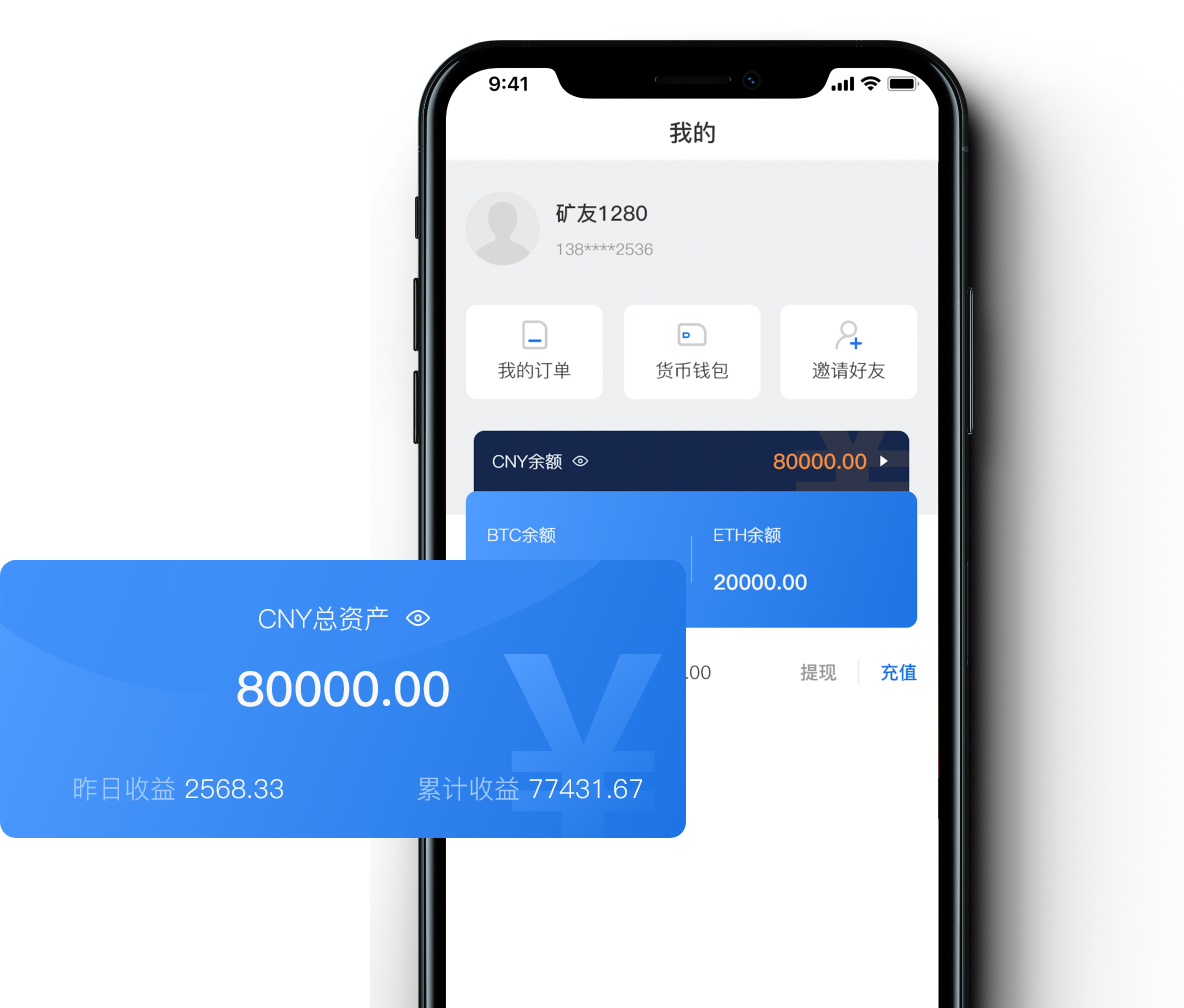 9:41
我的
矿友1280
138****2536
我的订单
货币钱包
邀请好友
CNY余额
80000.00
BTC余额
ETH余额
20000.00
CNY总资产
80000.00
.00
提现
充值
昨日收益 2568.33
累计收益 77431.67